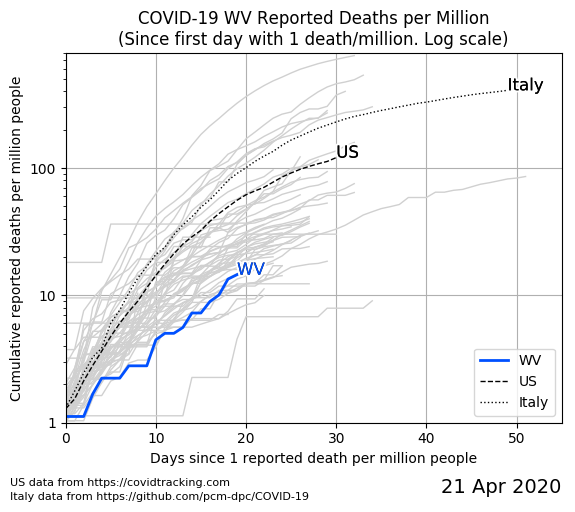 COVID-19 WV Reported Deaths per Million
(Since first day with 1 death/million. Log scale)
Cumulative reported deaths per million people
100
10
1
Italy
US
WV
WV
US
Italy
0 10 20 30 40 50
Days since 1 reported death per million people
US data from https://covidtracking.com
Italy data from https://github.com/pcm-dpc/COVID-19
21 Apr 2020